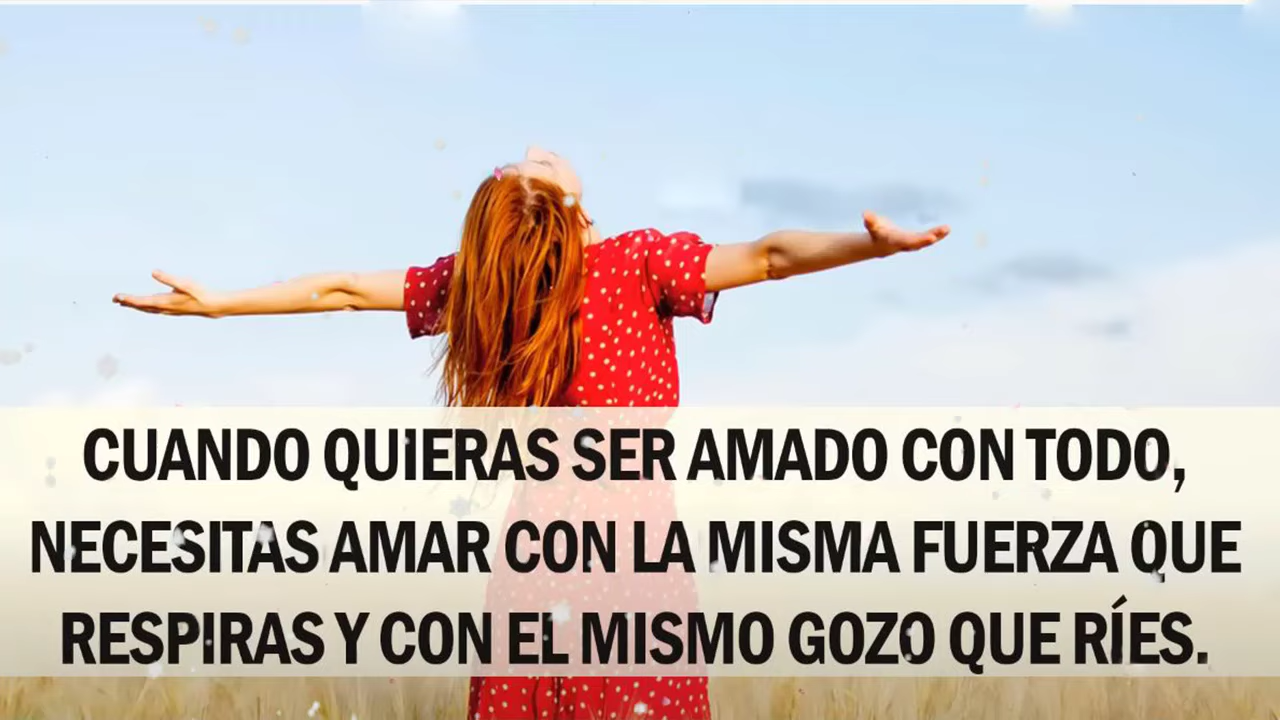 CUANDO QUIERAS SER AMADO CON TODO,
NECESITAS AMAR CON LA MISMA FUERZA QUE
RESPIRAS Y CON EL MISMO GOZO QUE RÍES.